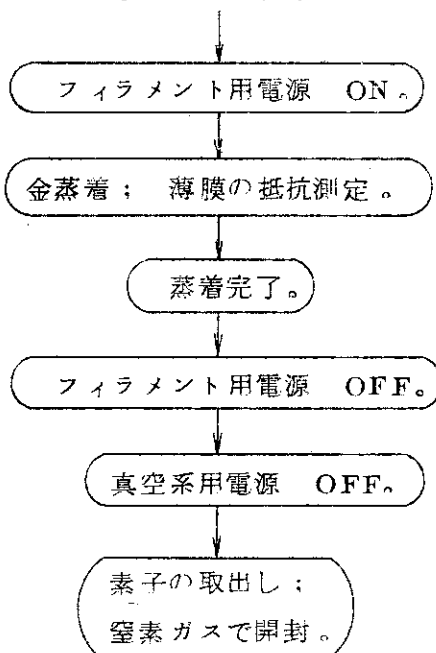 フィラメント用電源 ON。
金蒸着； 薄膜の抵抗測定。
蒸着完了。
フィラメント用電源 OFF。
真空系用電源 OFF。
素子の取出し；
窒素ガスで開封。